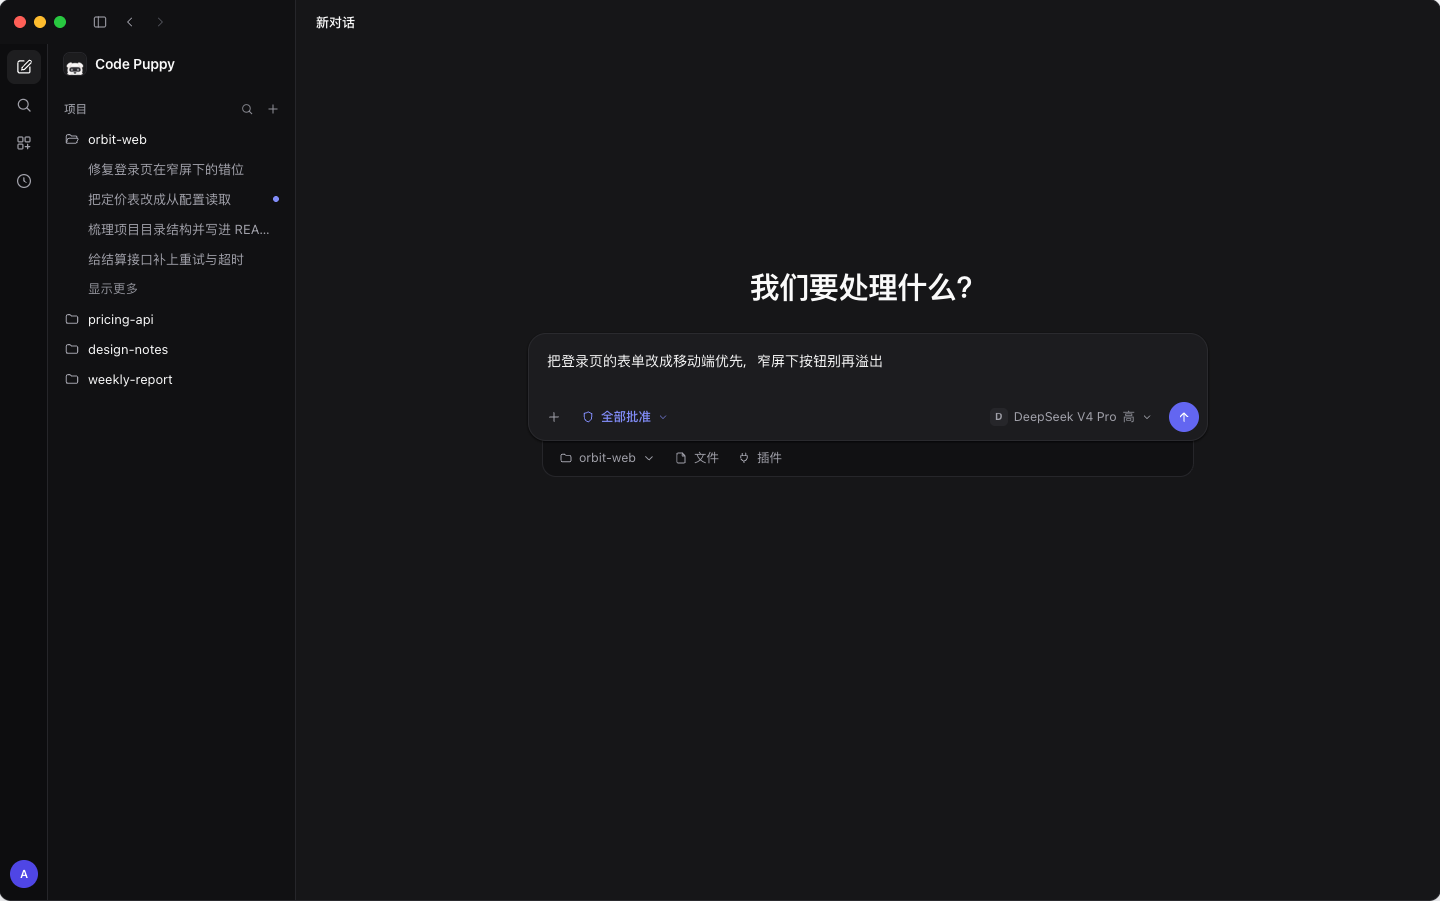 新对话
Code Puppy
项目
orbit-web
修复登录页在窄屏下的错位
把定价表改成从配置读取
梳理项目目录结构并写进 REA...
给结算接口补上重试与超时
显示更多
pricing-api
design-notes
weekly-report
A
我们要处理什么?
把登录页的表单改成移动端优先，窄屏下按钮别再溢出
全部批准
D DeepSeek V4 Pro 高
orbit-web 文件 插件